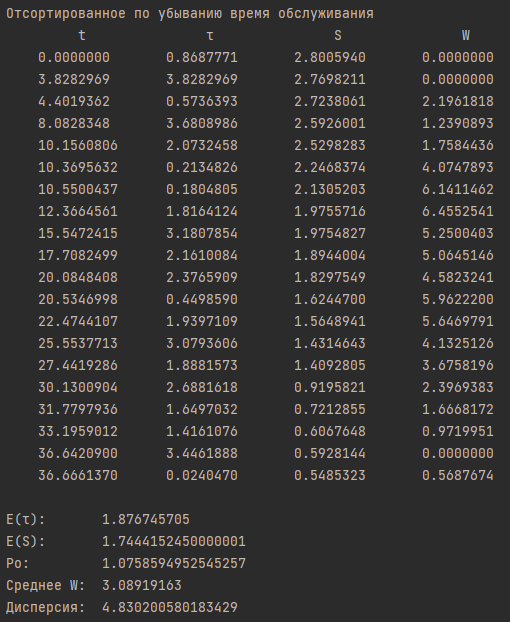 Отсортированное по убыванию время обслуживания
t τ S W
0.0000000 0.8687771 2.8005940 0.0000000
3.8282969 3.8282969 2.7698211 0.0000000
4.4019362 0.5736393 2.7238061 2.1961818
8.0828348 3.6808986 2.5926001 1.2390893
10.1560806 2.0732458 2.5298283 1.7584436
10.3695632 0.2134826 2.2468374 4.0747893
10.5500437 0.1804805 2.1305203 6.1411462
12.3664561 1.8164124 1.9755716 6.4552541
15.5472415 3.1807854 1.9754827 5.2500403
17.7082499 2.1610084 1.8944004 5.0645146
20.0848408 2.3765909 1.8297549 4.5823241
20.5346998 0.4498590 1.6244700 5.9622200
22.4744107 1.9397109 1.5648941 5.6469791
25.5537713 3.0793606 1.4314643 4.1325126
27.4419286 1.8881573 1.4092805 3.6758196
30.1300904 2.6881618 0.9195821 2.3969383
31.7797936 1.6497032 0.7212855 1.6668172
33.1959012 1.4161076 0.6067648 0.9719951
36.6420900 3.4461888 0.5928144 0.0000000
36.6661370 0.0240470 0.5485323 0.5687674
E(τ): 1.876745705
E(S): 1.7444152450000001
Po: 1.0758594952545257
Среднее W: 3.08919163
Дисперсия: 4.830200580183429